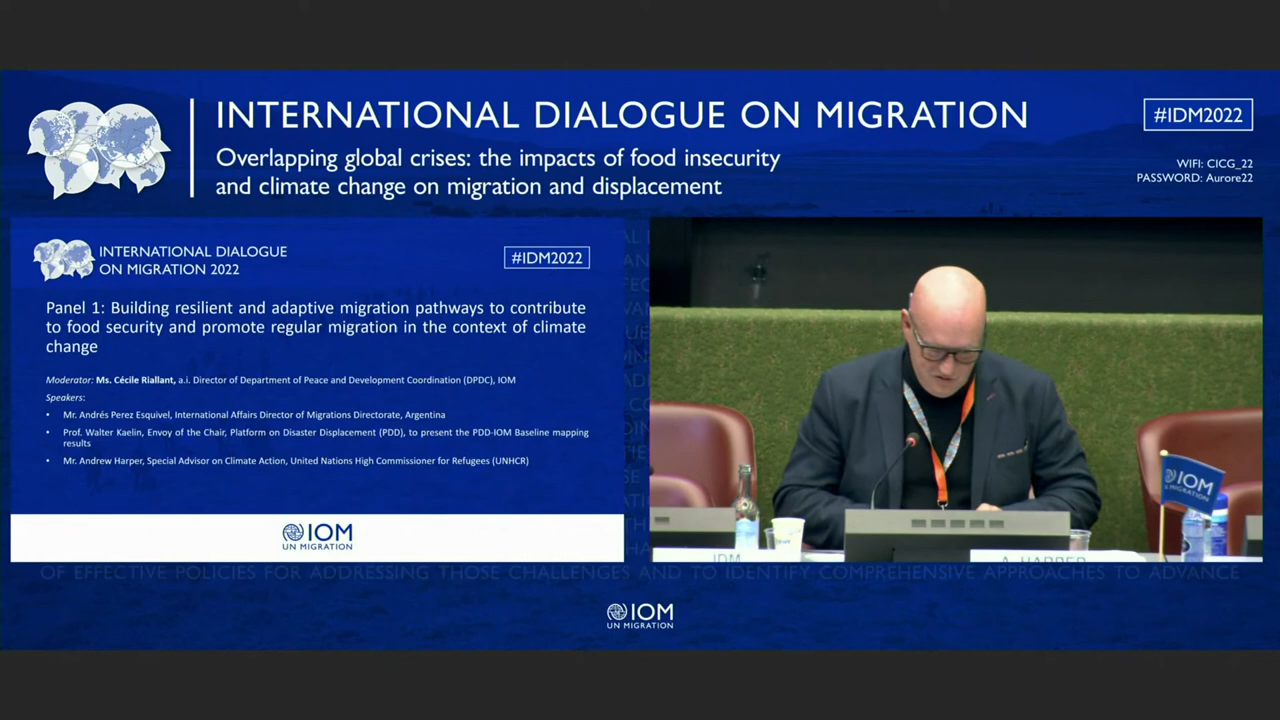 INTERNATIONAL DIALOGUE ON MIGRATION
Overlapping global crises: the impacts of food insecurity
and climate change on migration and displacement
#IDM2022
WIFI: CICG_22
PASSWORD: Aurore22
INTERNATIONAL DIALOGUE
ON MIGRATION 2022
#IDM2022
Panel 1: Building resilient and adaptive migration pathways to contribute
to food security and promote regular migration in the context of climate
change
Moderator: Ms. Cécile Riallant, a.i. Director of Department of Peace and Development Coordination (DPDC), IOM
Speakers:
• Mr. Andrés Perez Esquivel, International Affairs Director of Migrations Directorate, Argentina
• Prof. Walter Kaelin, Envoy of the Chair, Platform on Disaster Displacement (PDD), to present the PDD-IOM Baseline mapping
results
• Mr. Andrew Harper, Special Advisor on Climate Action, United Nations High Commissioner for Refugees (UNHCR)
IOM
UN MIGRATION
IDM
A. HARPER
IOM
MIGRATION
OF EFFECTIVE POLICIES FOR ADDRESSING THOSE CHALLENGES AND TO IDENTIFY COMPREHENSIVE APPROACHES TO ADVANCE
IOM
UN MIGRATION